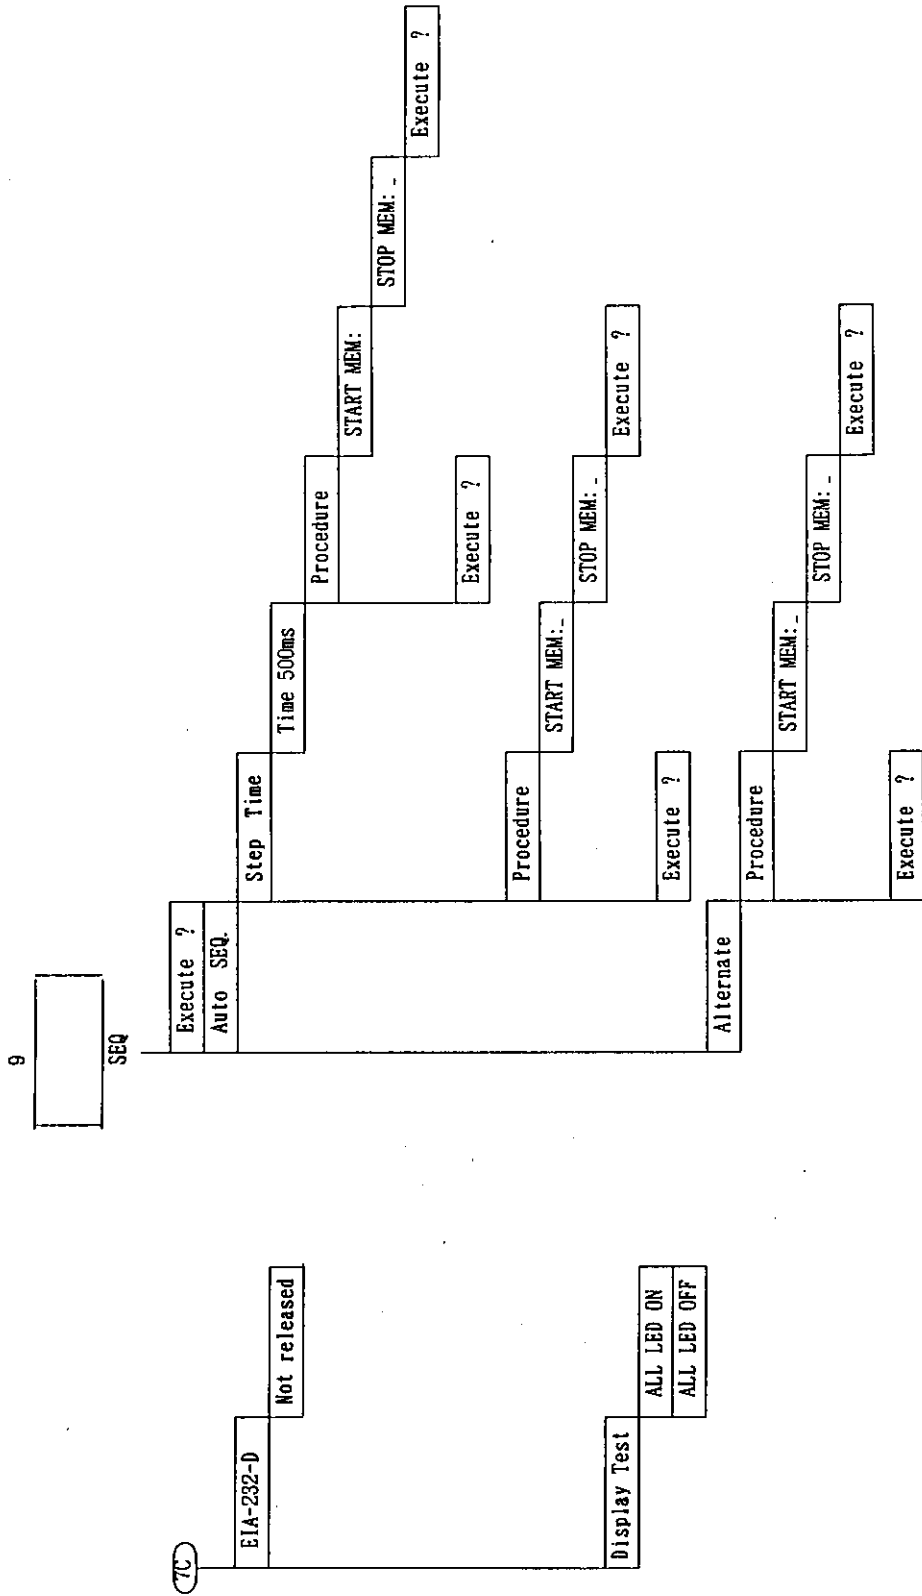 7C
EIA-232-D
Not released
Display Test
ALL LED ON
ALL LED OFF
9
SEQ
Execute ?
Auto SEQ.
Step Time
Time 500ms
Procedure
START MEM:
STOP MEM:_
Execute ?
Execute ?
Procedure
START MEM:_
STOP MEM:_
Execute ?
Execute ?
Alternate
Procedure
START MEM:_
STOP MEM:_
Execute ?
Execute ?